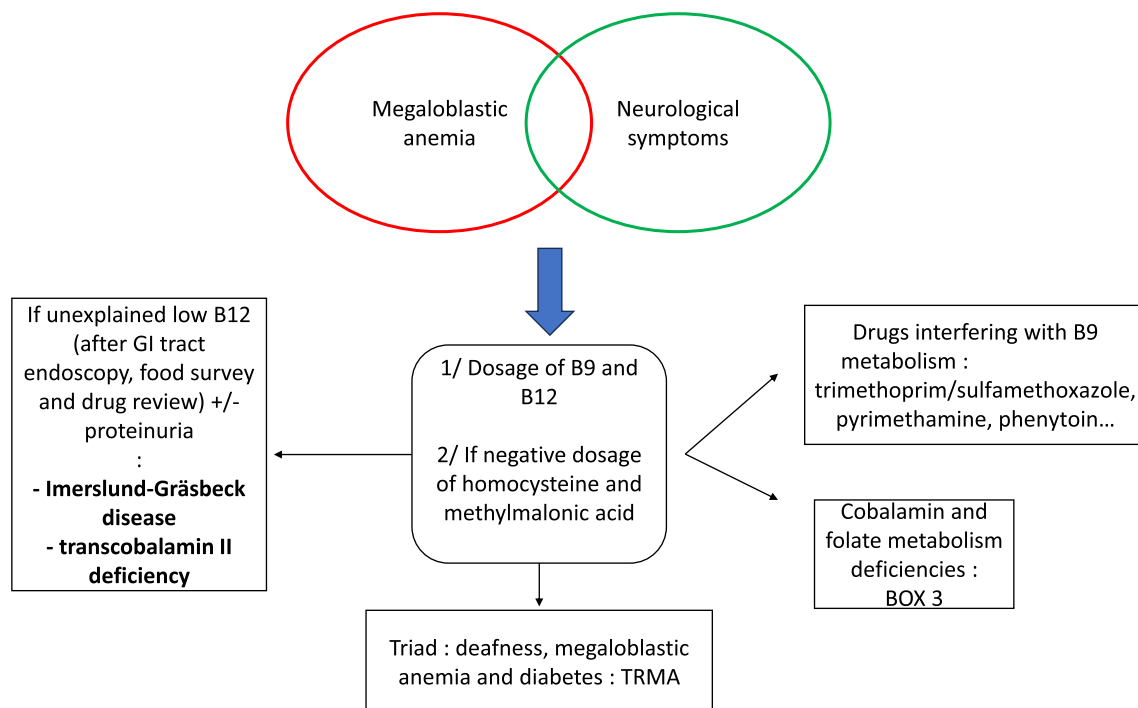 Megaloblastic
anemia
Neurological
symptoms
If unexplained low B12
(after GI tract
endoscopy, food survey
and drug review) +/-
proteinuria
:
- Imerslund-Gräsbeck
disease
- transcobalamin II
deficiency
1/ Dosage of B9 and
B12
2/ If negative dosage
of homocysteine and
methylmalonic acid
Drugs interfering with B9
metabolism :
trimethoprim/sulfamethoxazole,
pyrimethamine, phenytoin…
Cobalamin and
folate metabolism
deficiencies :
BOX 3
Triad : deafness, megaloblastic
anemia and diabetes : TRMA